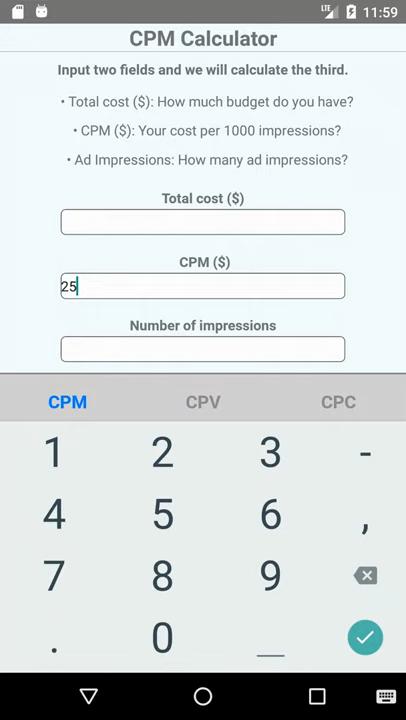 LTE 11:59
CPM Calculator
Input two fields and we will calculate the third.
• Total cost ($): How much budget do you have?
• CPM ($): Your cost per 1000 impressions?
• Ad Impressions: How many ad impressions?
Total cost ($)
CPM ($)
25
Number of impressions
CPM CPV CPC
1 2 3 -
4 5 6 ,
7 8 9
. 0 _